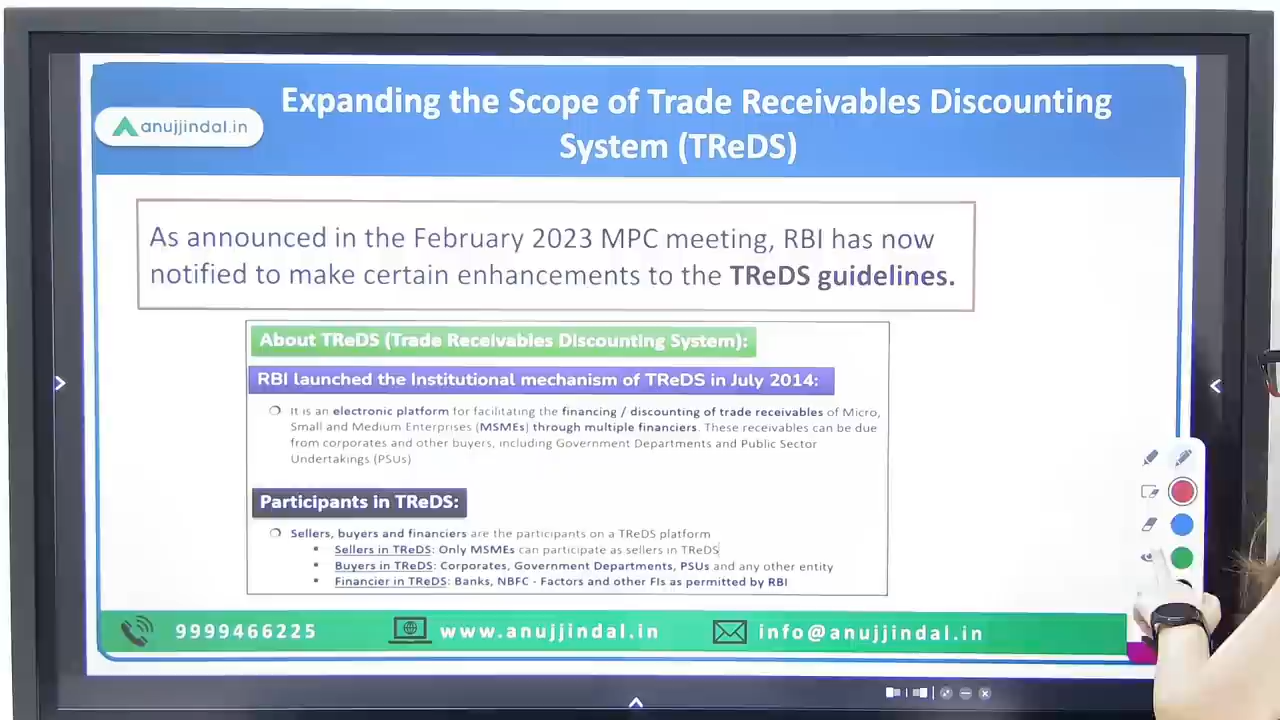 Expanding the Scope of Trade Receivables Discounting
System (TReDS)
anujjindal.in
As announced in the February 2023 MPC meeting, RBI has now
notified to make certain enhancements to the TReDS guidelines.
About TReDS (Trade Receivables Discounting System):
RBI launched the Institutional mechanism of TReDS in July 2014:
It is an electronic platform for facilitating the financing / discounting of trade receivables of Micro,
Small and Medium Enterprises (MSMEs) through multiple financiers. These receivables can be due
from corporates and other buyers, including Government Departments and Public Sector
Undertakings (PSUs)
Participants in TReDS:
Sellers, buyers and financiers are the participants on a TReDS platform
Sellers in TReDS: Only MSMEs can participate as sellers in TReDS
Buyers in TReDS: Corporates, Government Departments, PSUs and any other entity
Financier in TReDS: Banks, NBFC - Factors and other FIs as permitted by RBI
9999466225
www.anujjindal.in
info@anujjindal.in